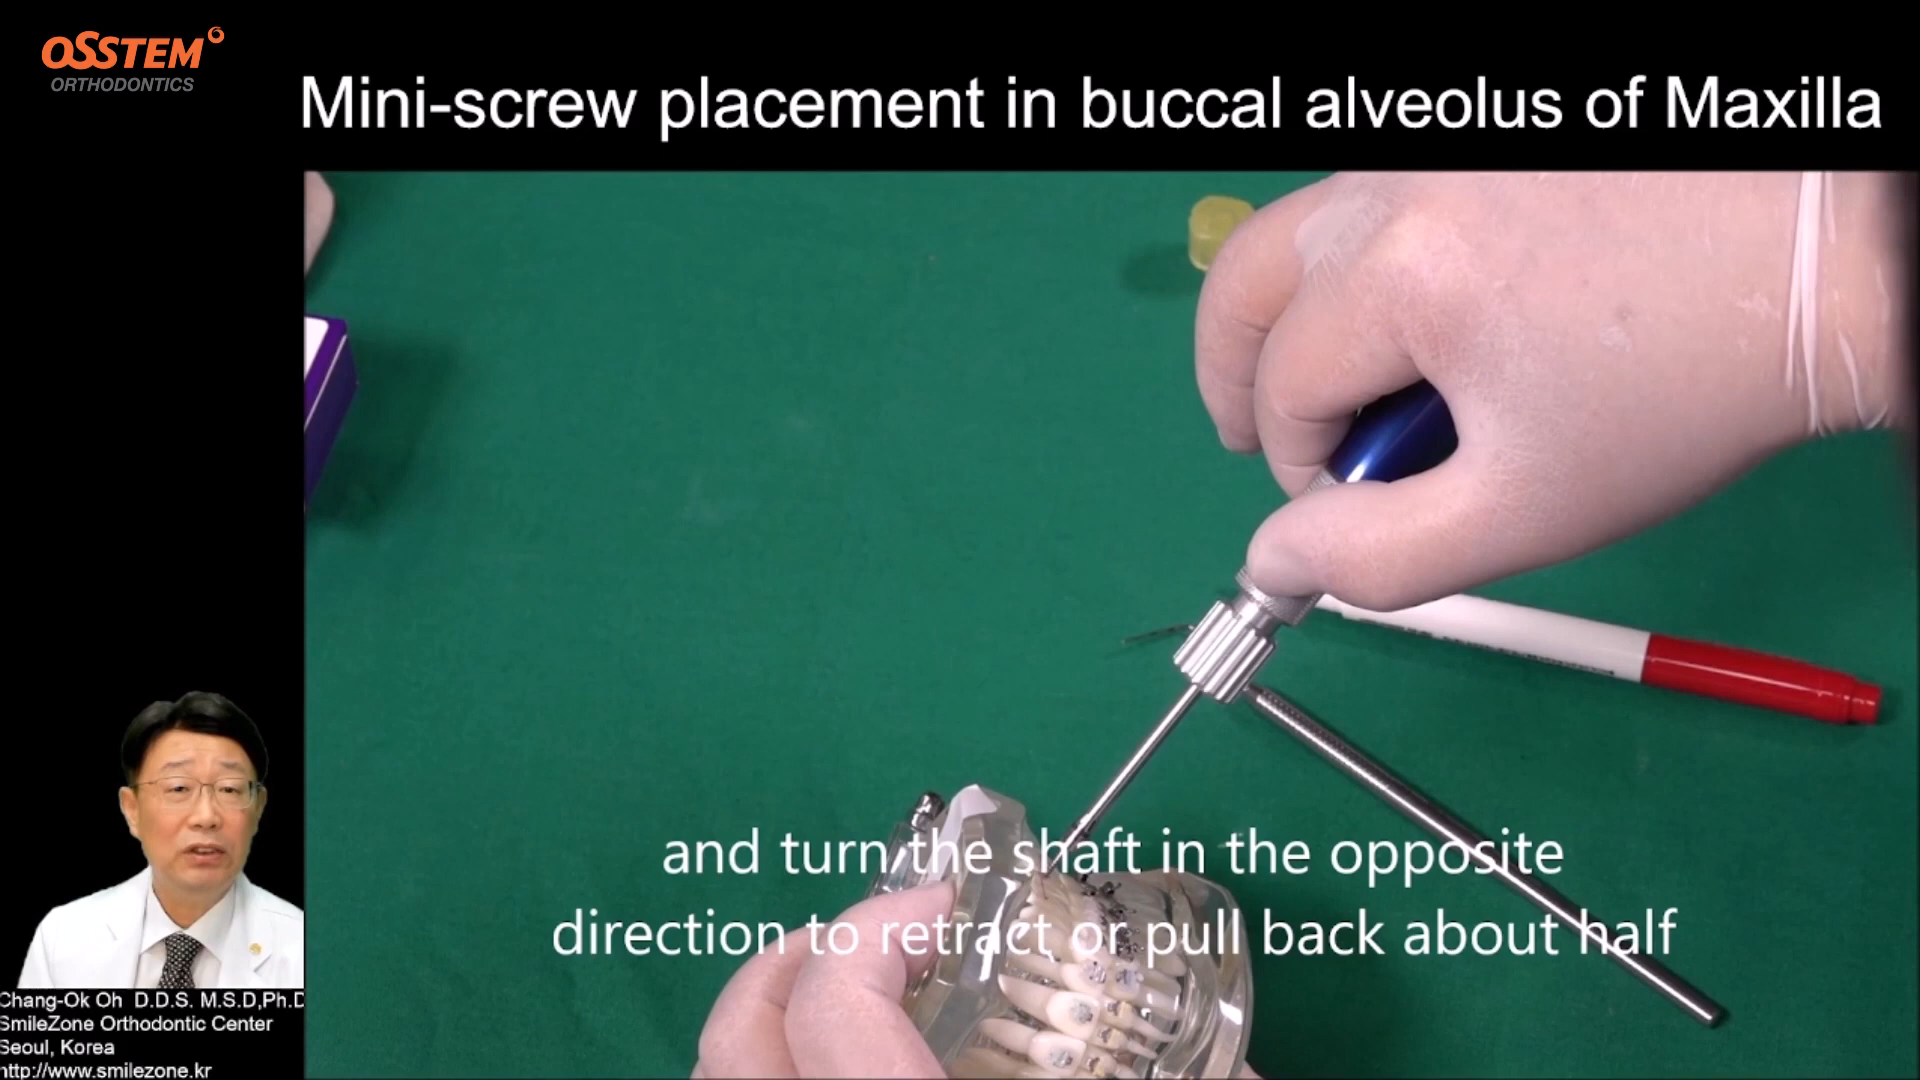 OSSTEM
ORTHODONTICS
Mini-screw placement in buccal alveolus of Maxilla
and turn the shaft in the opposite
direction to retract or pull back about half
Chang-Ok Oh D.D.S. M.S.D,Ph.D
SmileZone Orthodontic Center
Seoul, Korea
http://www.smilezone.kr